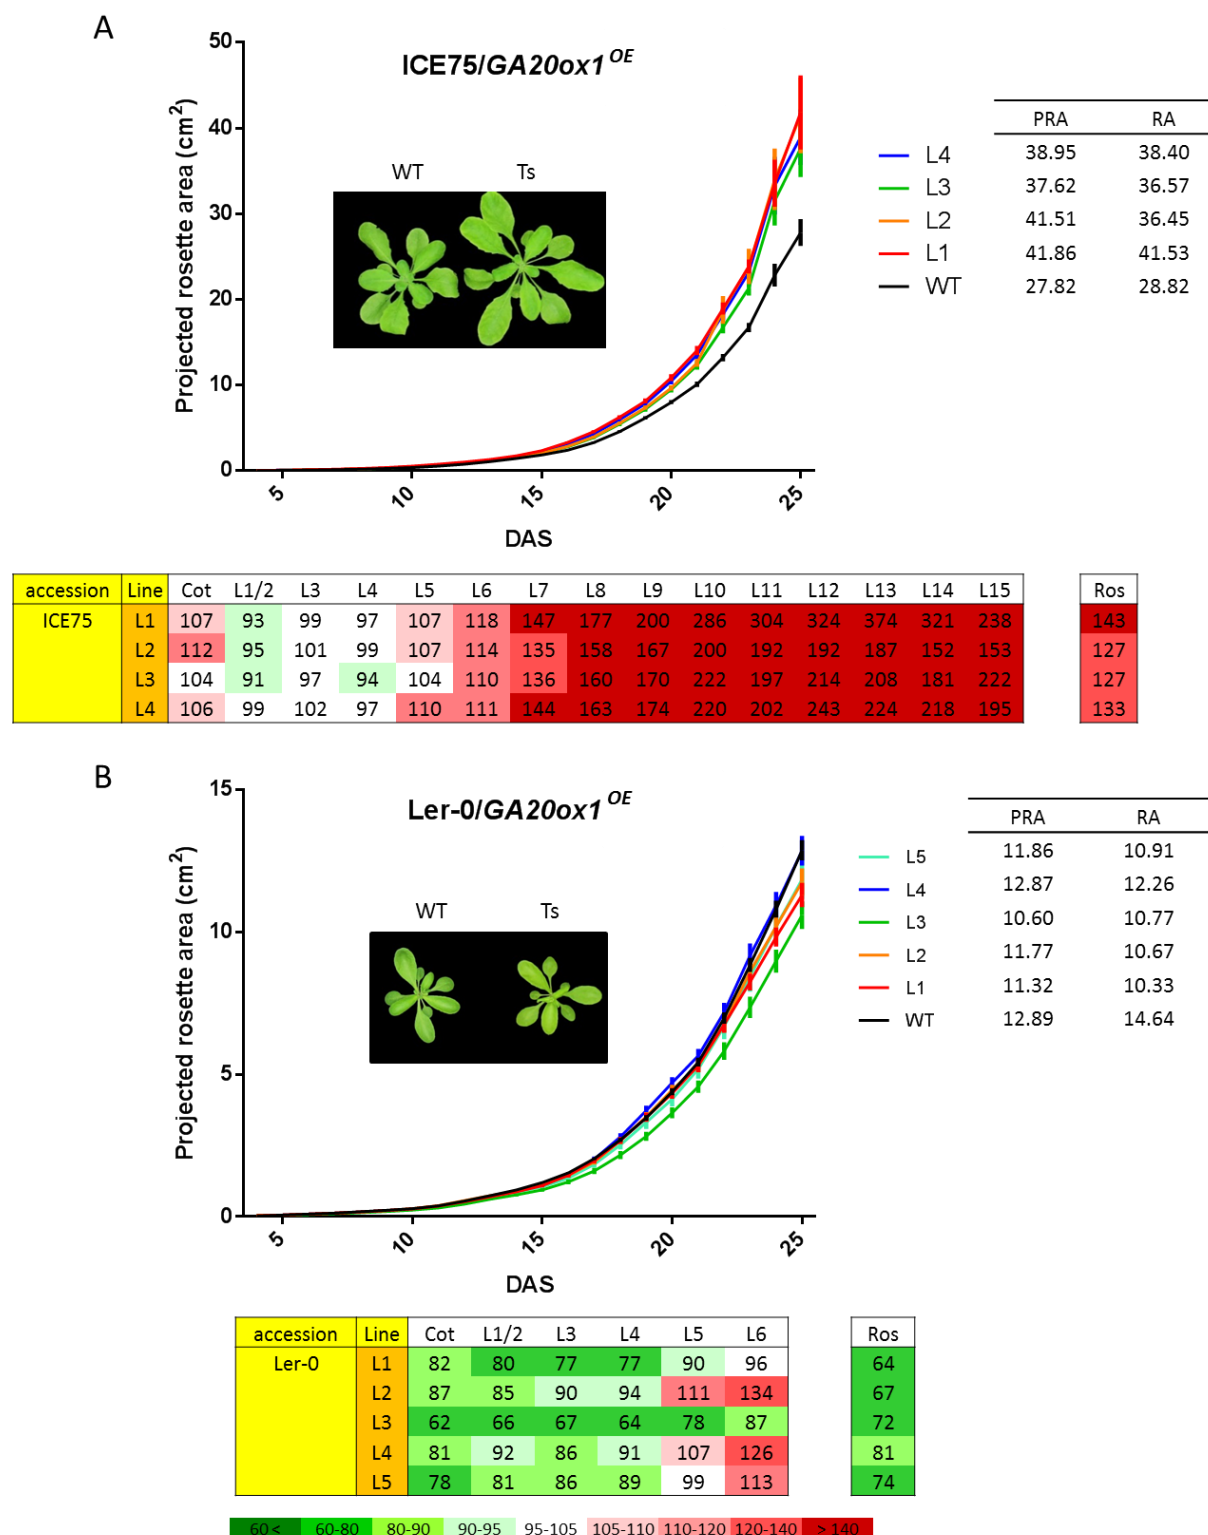 A
ICE75/GA20ox1 OE
Projected rosette area (cm2)
50
40
30
20
10
0
WT Ts
5 10 15 20 25
DAS
PRA RA
L4 38.95 38.40
L3 37.62 36.57
L2 41.51 36.45
L1 41.86 41.53
WT 27.82 28.82
accession Line Cot L1/2 L3 L4 L5 L6 L7 L8 L9 L10 L11 L12 L13 L14 L15 Ros
ICE75 L1 107 93 99 97 107 118 147 177 200 286 304 324 374 321 238 143
L2 112 95 101 99 107 114 135 158 167 200 192 192 187 152 153 127
L3 104 91 97 94 104 110 136 160 170 222 197 214 208 181 222 127
L4 106 99 102 97 110 111 144 163 174 220 202 243 224 218 195 133
B
Ler-0/GA20ox1 OE
Projected rosette area (cm2)
15
10
5
0
WT Ts
5 10 15 20 25
DAS
PRA RA
L5 11.86 10.91
L4 12.87 12.26
L3 10.60 10.77
L2 11.77 10.67
L1 11.32 10.33
WT 12.89 14.64
accession Line Cot L1/2 L3 L4 L5 L6 Ros
Ler-0 L1 82 80 77 77 90 96 64
L2 87 85 90 94 111 134 67
L3 62 66 67 64 78 87 72
L4 81 92 86 91 107 126 81
L5 78 81 86 89 99 113 74
60 < 60-80 80-90 90-95 95-105 105-110 110-120 120-140 > 140